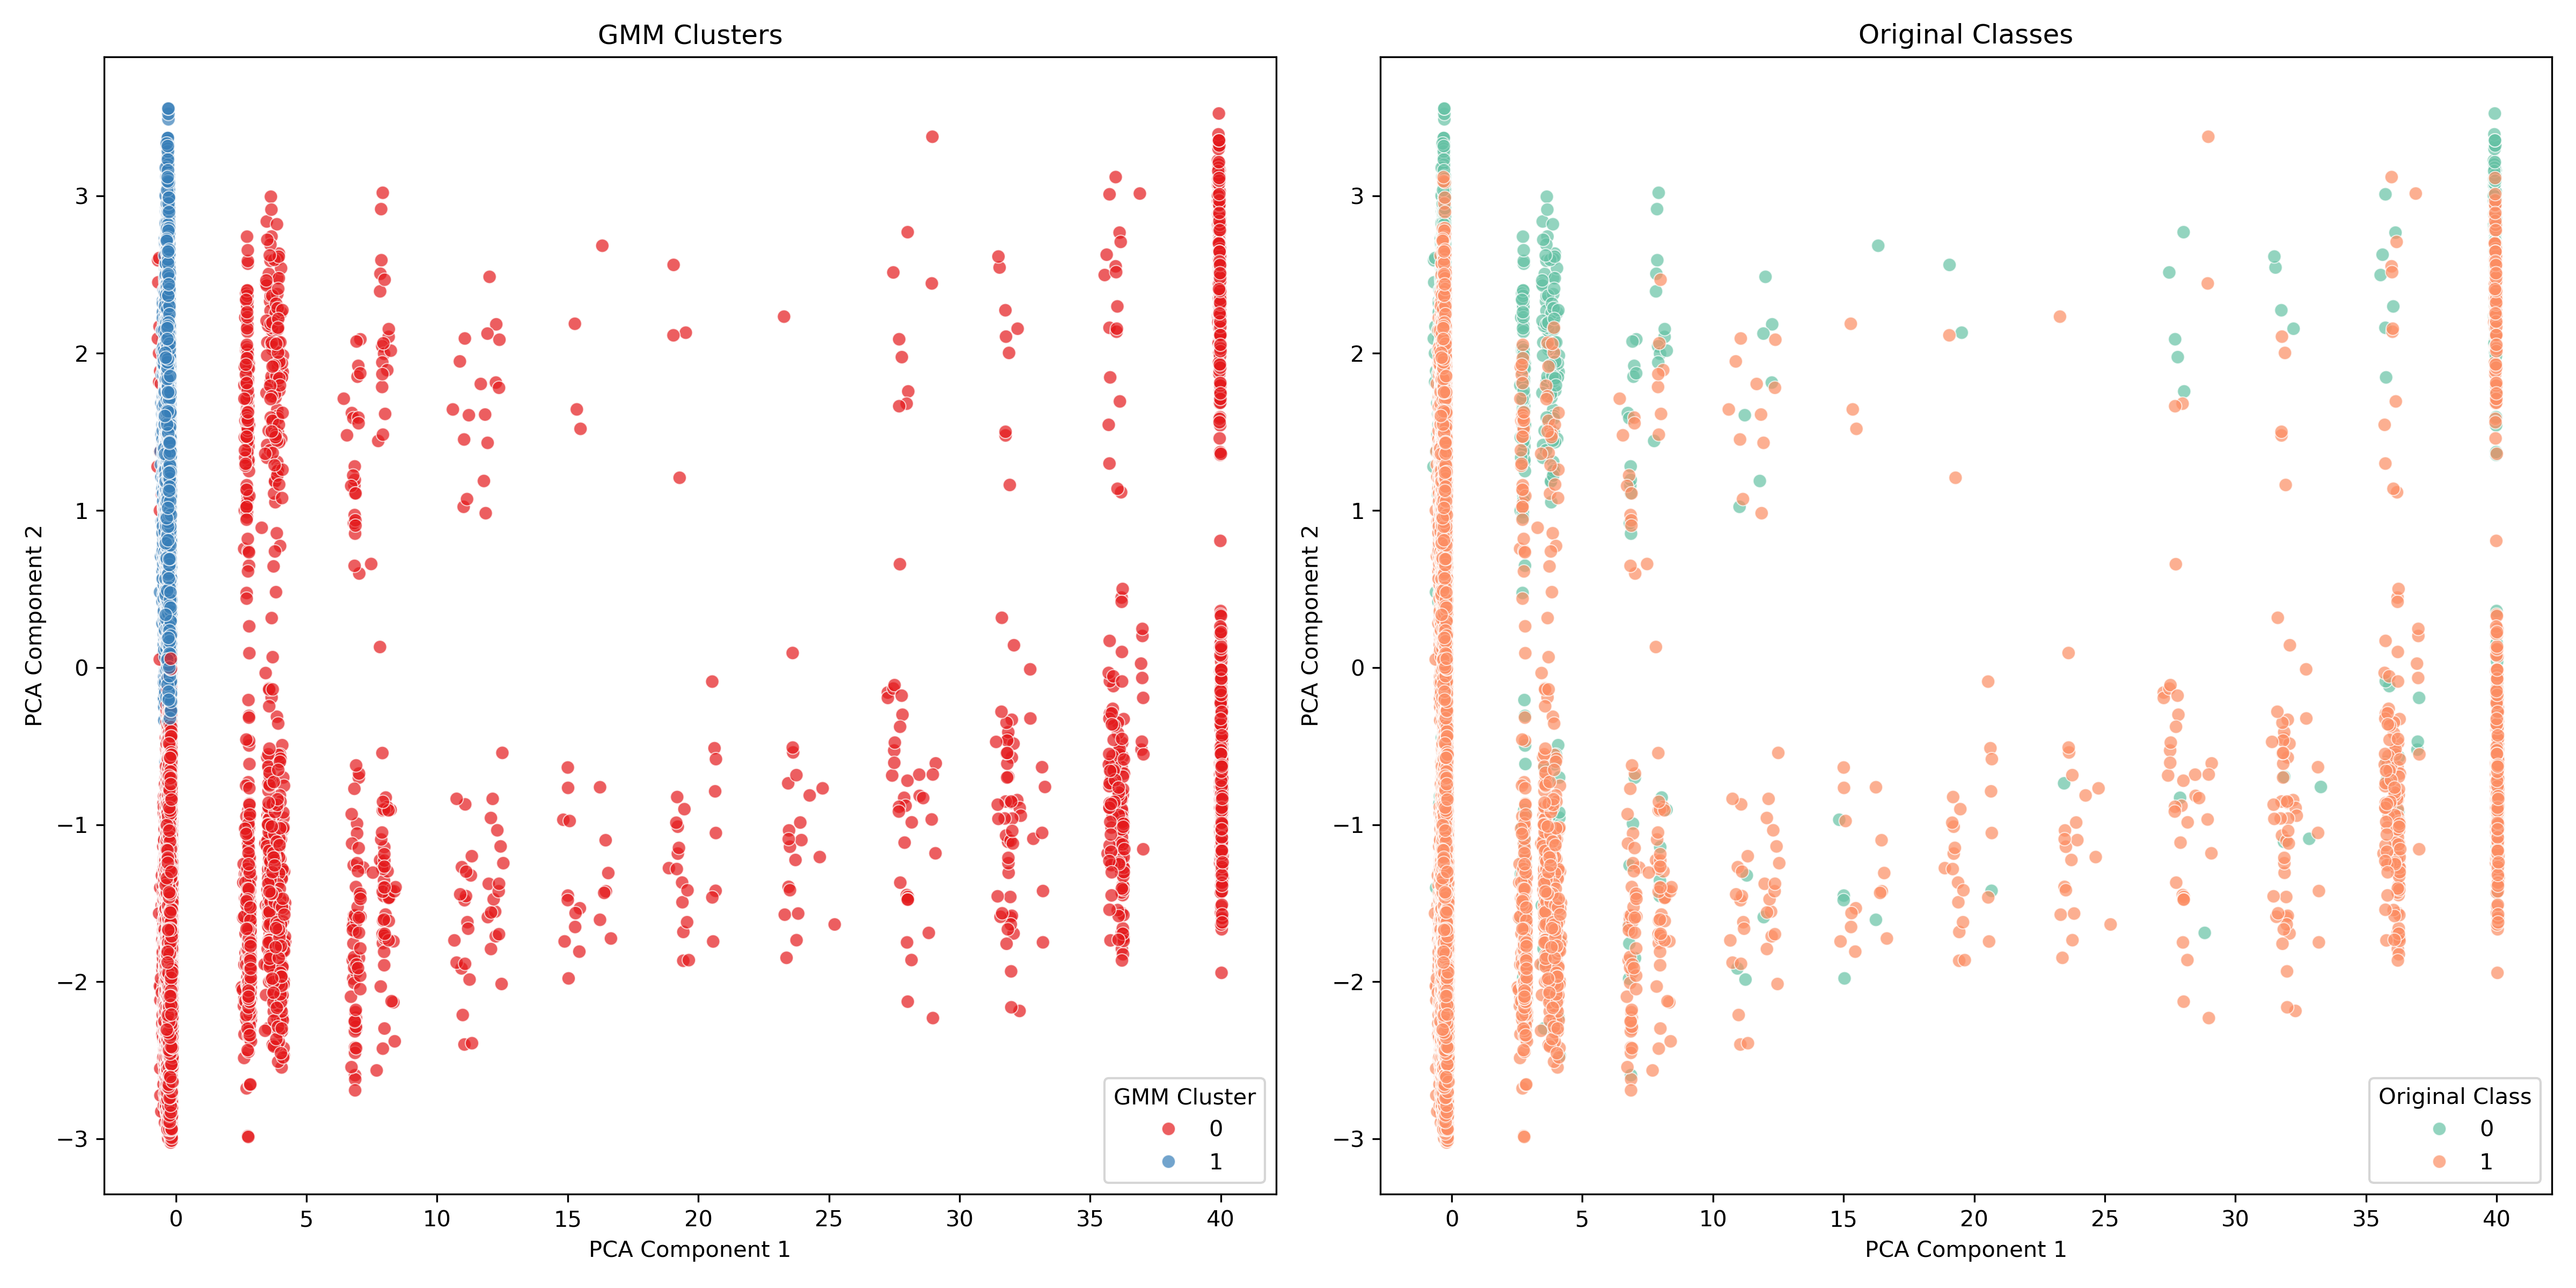 GMM Clusters
PCA Component 2
3
2
1
0
−1
−2
−3
0 5 10 15 20 25 30 35 40
PCA Component 1
GMM Cluster
0
1
Original Classes
PCA Component 2
3
2
1
0
−1
−2
−3
0 5 10 15 20 25 30 35 40
PCA Component 1
Original Class
0
1